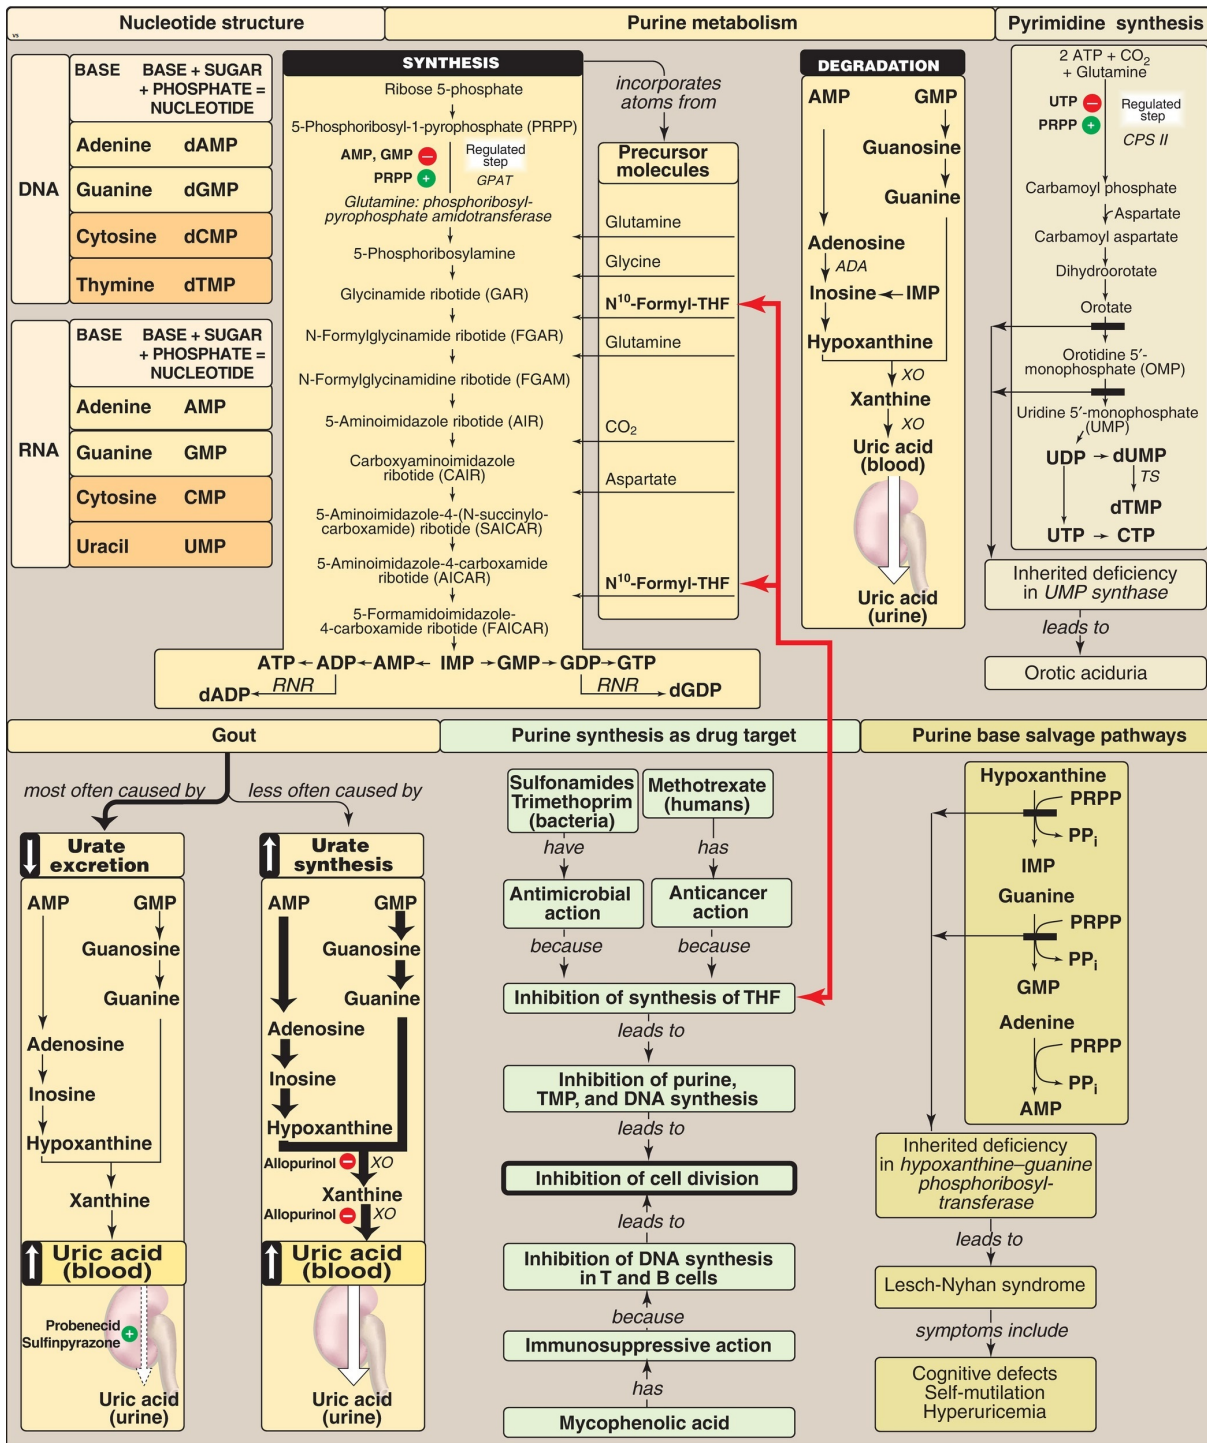 Nucleotide structure
Purine metabolism
Pyrimidine synthesis
vs
BASE
BASE + SUGAR
+ PHOSPHATE =
NUCLEOTIDE
DNA
Adenine dAMP
Guanine dGMP
Cytosine dCMP
Thymine dTMP
BASE
BASE + SUGAR
+ PHOSPHATE =
NUCLEOTIDE
RNA
Adenine AMP
Guanine GMP
Cytosine CMP
Uracil UMP
SYNTHESIS
Ribose 5-phosphate
5-Phosphoribosyl-1-pyrophosphate (PRPP)
AMP, GMP –
PRPP +
Regulated
step
GPAT
Glutamine: phosphoribosyl-
pyrophosphate amidotransferase
5-Phosphoribosylamine
Glycinamide ribotide (GAR)
N-Formylglycinamide ribotide (FGAR)
N-Formylglycinamidine ribotide (FGAM)
5-Aminoimidazole ribotide (AIR)
Carboxyaminoimidazole
ribotide (CAIR)
5-Aminoimidazole-4-(N-succinylo-
carboxamide) ribotide (SAICAR)
5-Aminoimidazole-4-carboxamide
ribotide (AICAR)
5-Formamidoimidazole-
4-carboxamide ribotide (FAICAR)
ATP ← ADP ← AMP ← IMP → GMP → GDP → GTP
dADP RNR RNR dGDP
incorporates
atoms from
Precursor
molecules
Glutamine
Glycine
N¹⁰-Formyl-THF
Glutamine
CO₂
Aspartate
N¹⁰-Formyl-THF
DEGRADATION
AMP GMP
Guanosine
Guanine
Adenosine
ADA
Inosine ← IMP
Hypoxanthine
XO
Xanthine
XO
Uric acid
(blood)
Uric acid
(urine)
2 ATP + CO₂
+ Glutamine
UTP –
PRPP +
Regulated
step
CPS II
Carbamoyl phosphate
Aspartate
Carbamoyl aspartate
Dihydroorotate
Orotate
Orotidine 5′-
monophosphate (OMP)
Uridine 5′-monophosphate
(UMP)
UDP → dUMP
TS
dTMP
UTP → CTP
Inherited deficiency
in UMP synthase
leads to
Orotic aciduria
Gout
most often caused by
less often caused by
Urate
excretion
AMP GMP
Guanosine
Guanine
Adenosine
Inosine
Hypoxanthine
Xanthine
Uric acid
(blood)
Probenecid
Sulfinpyrazone +
Uric acid
(urine)
Urate
synthesis
AMP GMP
Guanosine
Guanine
Adenosine
Inosine
Hypoxanthine
Allopurinol – XO
Xanthine
Allopurinol – XO
Uric acid
(blood)
Uric acid
(urine)
Purine synthesis as drug target
Sulfonamides
Trimethoprim
(bacteria)
Methotrexate
(humans)
have
has
Antimicrobial
action
Anticancer
action
because
because
Inhibition of synthesis of THF
leads to
Inhibition of purine,
TMP, and DNA synthesis
leads to
Inhibition of cell division
leads to
Inhibition of DNA synthesis
in T and B cells
because
Immunosuppressive action
has
Mycophenolic acid
Purine base salvage pathways
Hypoxanthine
PRPP
PPᵢ
IMP
Guanine
PRPP
PPᵢ
GMP
Adenine
PRPP
PPᵢ
AMP
Inherited deficiency
in hypoxanthine–guanine
phosphoribosyl-
transferase
leads to
Lesch-Nyhan syndrome
symptoms include
Cognitive defects
Self-mutilation
Hyperuricemia